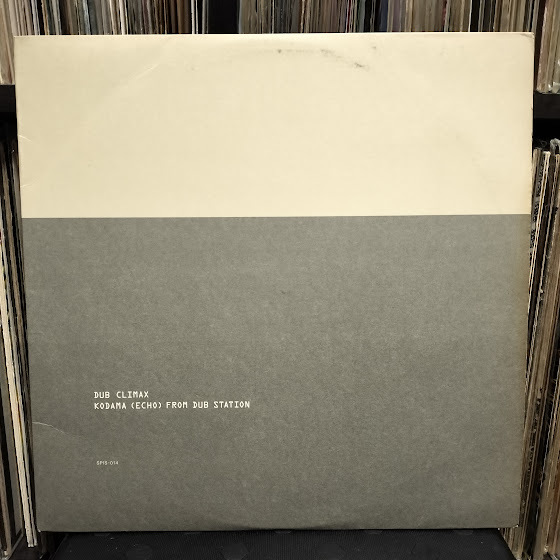 DUB CLIMAX
KODAMA (ECHO) FROM DUB STATION
SPIS-014